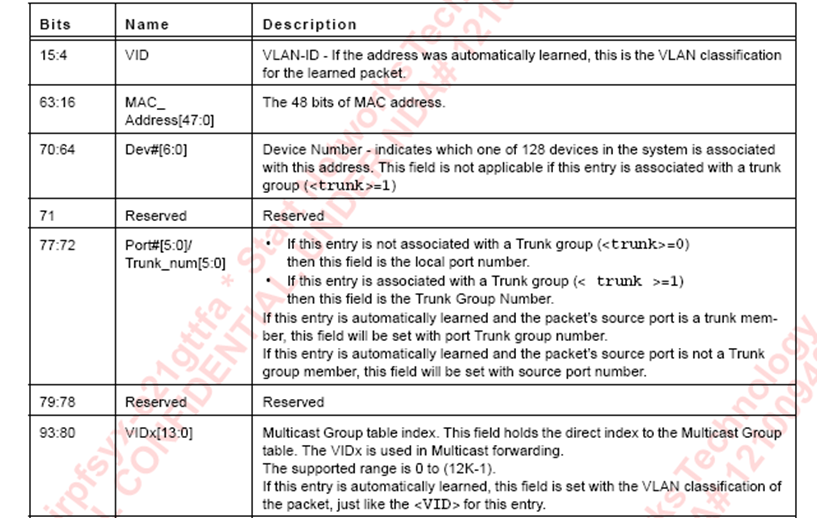 Bits Name Description
15:4 VID VLAN-ID - If the address was automatically learned, this is the VLAN classification
for the learned packet.
63:16 MAC_ The 48 bits of MAC address.
Address[47:0]
70:64 Dev#[6:0] Device Number - indicates which one of 128 devices in the system is associated
with this address. This field is not applicable if this entry is associated with a trunk
group (<trunk>=1)
71 Reserved Reserved
77:72 Port#[5:0]/ • If this entry is not associated with a Trunk group (<trunk>=0)
Trunk_num[5:0] then this field is the local port number.
• If this entry is associated with a Trunk group (< trunk >=1)
then this field is the Trunk Group Number.
If this entry is automatically learned and the packet's source port is a trunk mem-
ber, this field will be set with port Trunk group number.
If this entry is automatically learned and the packet's source port is not a Trunk
group member, this field will be set with source port number.
79:78 Reserved Reserved
93:80 VIDx[13:0] Multicast Group table index. This field holds the direct index to the Multicast Group
table. The VIDx is used in Multicast forwarding.
The supported range is 0 to (12K-1).
If this entry is automatically learned, this field is set with the VLAN classification of
the packet, just like the <VID> for this entry.